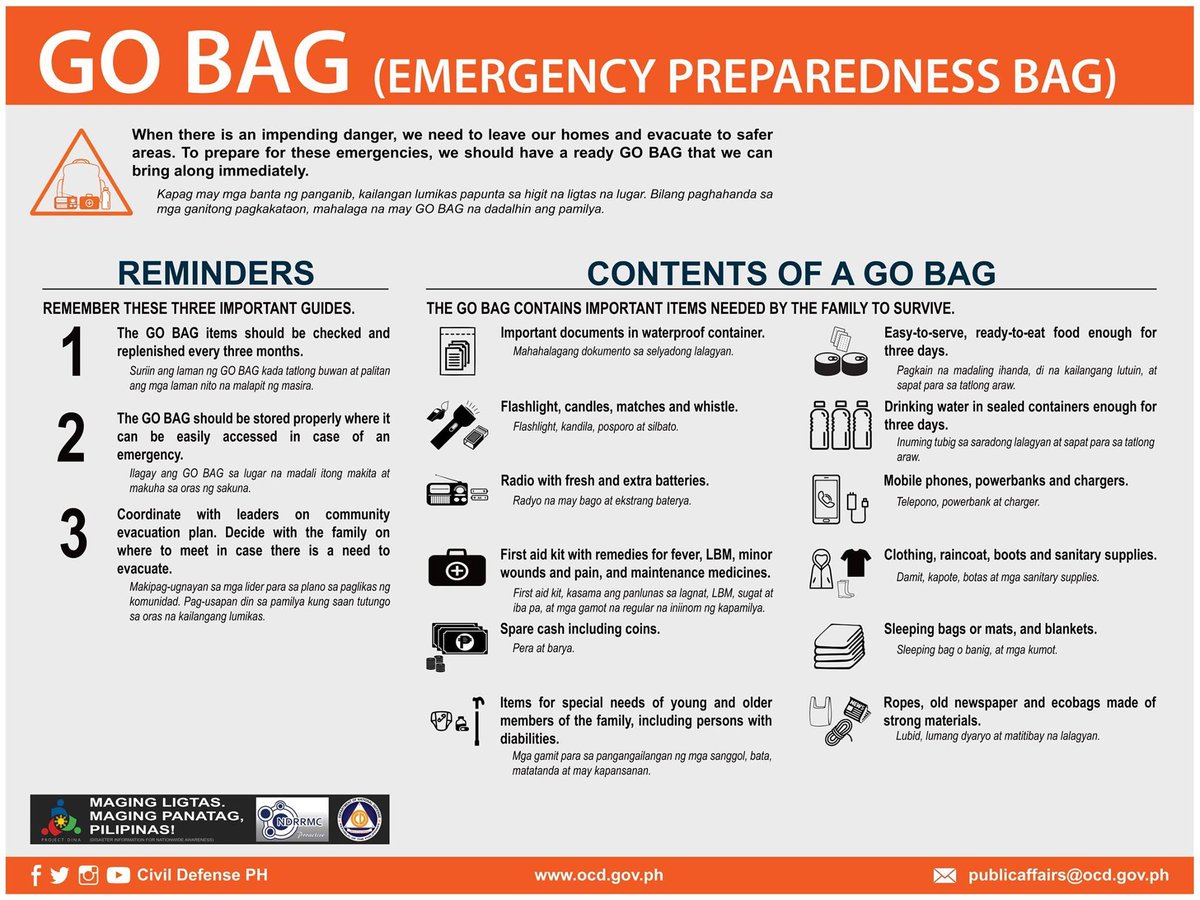 GO BAG (EMERGENCY PREPAREDNESS BAG)
When there is an impending danger, we need to leave our homes and evacuate to safer
areas. To prepare for these emergencies, we should have a ready GO BAG that we can
bring along immediately.
Kapag may mga banta ng panganib, kailangan lumikas papunta sa higit na ligtas na lugar. Bilang paghahanda sa
mga ganitong pagkakataon, mahalaga na may GO BAG na dadalhin ang pamilya.
REMINDERS
REMEMBER THESE THREE IMPORTANT GUIDES.
1
The GO BAG items should be checked and
replenished every three months.
Suriin ang laman ng GO BAG kada tatlong buwan at palitan
ang mga laman nito na malapit ng masira.
2
The GO BAG should be stored properly where it
can be easily accessed in case of an
emergency.
Ilagay ang GO BAG sa lugar na madali itong makita at
makuha sa oras ng sakuna.
3
Coordinate with leaders on community
evacuation plan. Decide with the family on
where to meet in case there is a need to
evacuate.
Makipag-ugnayan sa mga lider para sa plano sa paglikas ng
komunidad. Pag-usapan din sa pamilya kung saan tutungo
sa oras na kailangang lumikas.
CONTENTS OF A GO BAG
THE GO BAG CONTAINS IMPORTANT ITEMS NEEDED BY THE FAMILY TO SURVIVE.
Important documents in waterproof container.
Mahahalagang dokumento sa selyadong lalagyan.
Flashlight, candles, matches and whistle.
Flashlight, kandila, posporo at silbato.
Radio with fresh and extra batteries.
Radyo na may bago at ekstrang baterya.
First aid kit with remedies for fever, LBM, minor
wounds and pain, and maintenance medicines.
First aid kit, kasama ang panlunas sa lagnat, LBM, sugat at
iba pa, at mga gamot na regular na iniinom ng kapamilya.
Spare cash including coins.
Pera at barya.
Items for special needs of young and older
members of the family, including persons with
diabilities.
Mga gamit para sa pangangailangan ng mga sanggol, bata,
matatanda at may kapansanan.
Easy-to-serve, ready-to-eat food enough for
three days.
Pagkain na madaling ihanda, di na kailangang lutuin, at
sapat para sa tatlong araw.
Drinking water in sealed containers enough for
three days.
Inuming tubig sa saradong lalagyan at sapat para sa tatlong
araw.
Mobile phones, powerbanks and chargers.
Telepono, powerbank at charger.
Clothing, raincoat, boots and sanitary supplies.
Damit, kapote, botas at mga sanitary supplies.
Sleeping bags or mats, and blankets.
Sleeping bag o banig, at mga kumot.
Ropes, old newspaper and ecobags made of
strong materials.
Lubid, lumang dyaryo at matitibay na lalagyan.
PROJECT DINA
MAGING LIGTAS.
MAGING PANATAG,
PILIPINAS!
(DISASTER INFORMATION FOR NATIONWIDE AWARENESS)
NDRRMC
Proactive
CD
Civil Defense PH
www.ocd.gov.ph
publicaffairs@ocd.gov.ph